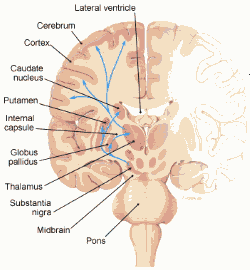 Lateral ventricle
Cerebrum
Cortex
Caudate
nucleus
Putamen
Internal
capsule
Globus
pallidus
Thalamus
Substantia
nigra
Midbrain
Pons